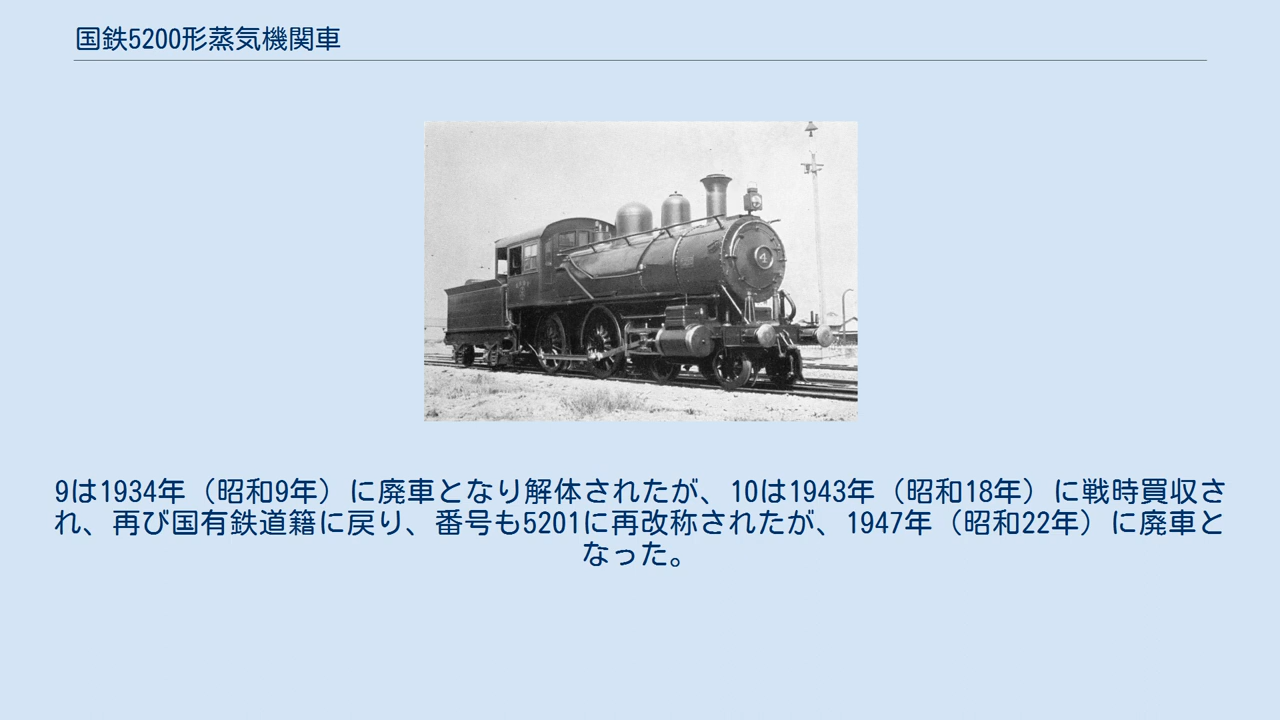 国鉄5200形蒸気機関車
9は1934年（昭和9年）に廃車となり解体されたが、10は1943年（昭和18年）に戦時買収さ
れ、再び国有鉄道籍に戻り、番号も5201に再改称されたが、1947年（昭和22年）に廃車と
なった。